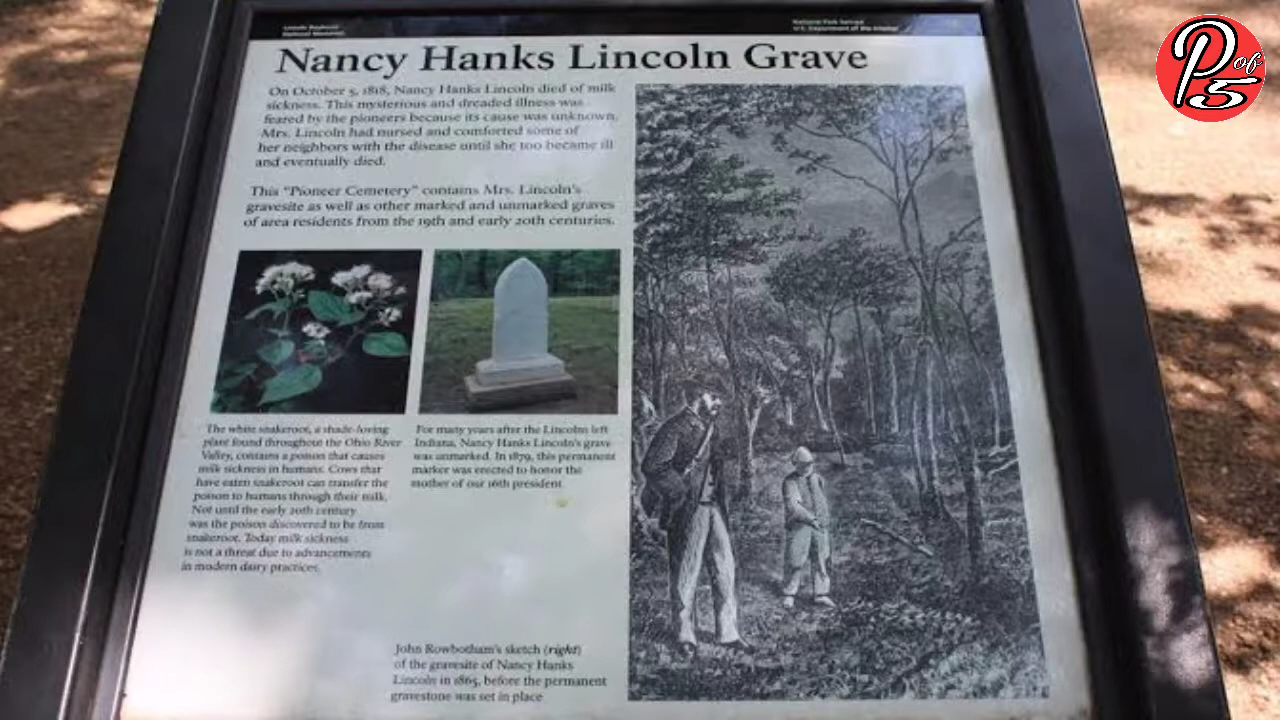 Lincoln Boyhood
National Memorial
National Park Service
U.S. Department of the Interior
P of 5
Nancy Hanks Lincoln Grave
On October 5, 1818, Nancy Hanks Lincoln died of milk
sickness. This mysterious and dreaded illness was
feared by the pioneers because its cause was unknown.
Mrs. Lincoln had nursed and comforted some of
her neighbors with the disease until she too became ill
and eventually died.
This “Pioneer Cemetery” contains Mrs. Lincoln's
gravesite as well as other marked and unmarked graves
of area residents from the 19th and early 20th centuries.
The white snakeroot, a shade-loving
plant found throughout the Ohio River
Valley, contains a poison that causes
milk sickness in humans. Cows that
have eaten snakeroot can transfer the
poison to humans through their milk.
Not until the early 20th century
was the poison discovered to be from
snakeroot. Today milk sickness
is not a threat due to advancements
in modern dairy practices.
For many years after the Lincolns left
Indiana, Nancy Hanks Lincoln's grave
was unmarked. In 1879, this permanent
marker was erected to honor the
mother of our 16th president.
John Rowbotham's sketch (right)
of the gravesite of Nancy Hanks
Lincoln in 1865, before the permanent
gravestone was set in place